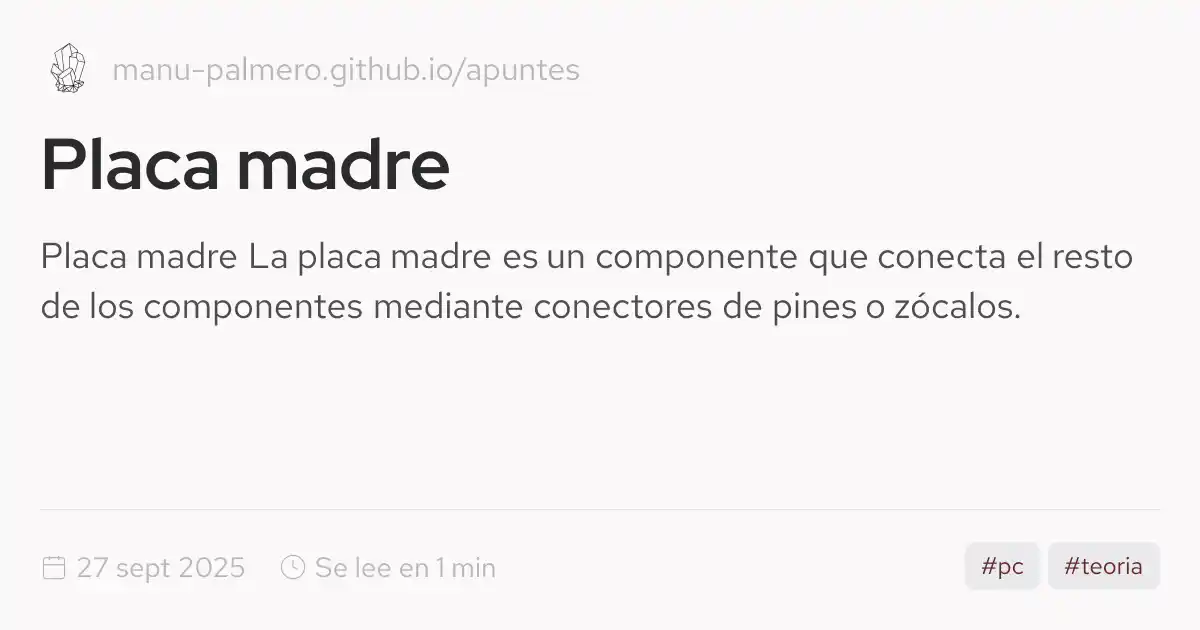 manu-palmero.github.io/apuntes
Placa madre
Placa madre La placa madre es un componente que conecta el resto
de los componentes mediante conectores de pines o zócalos.
27 sept 2025 Se lee en 1 min #pc #teoria